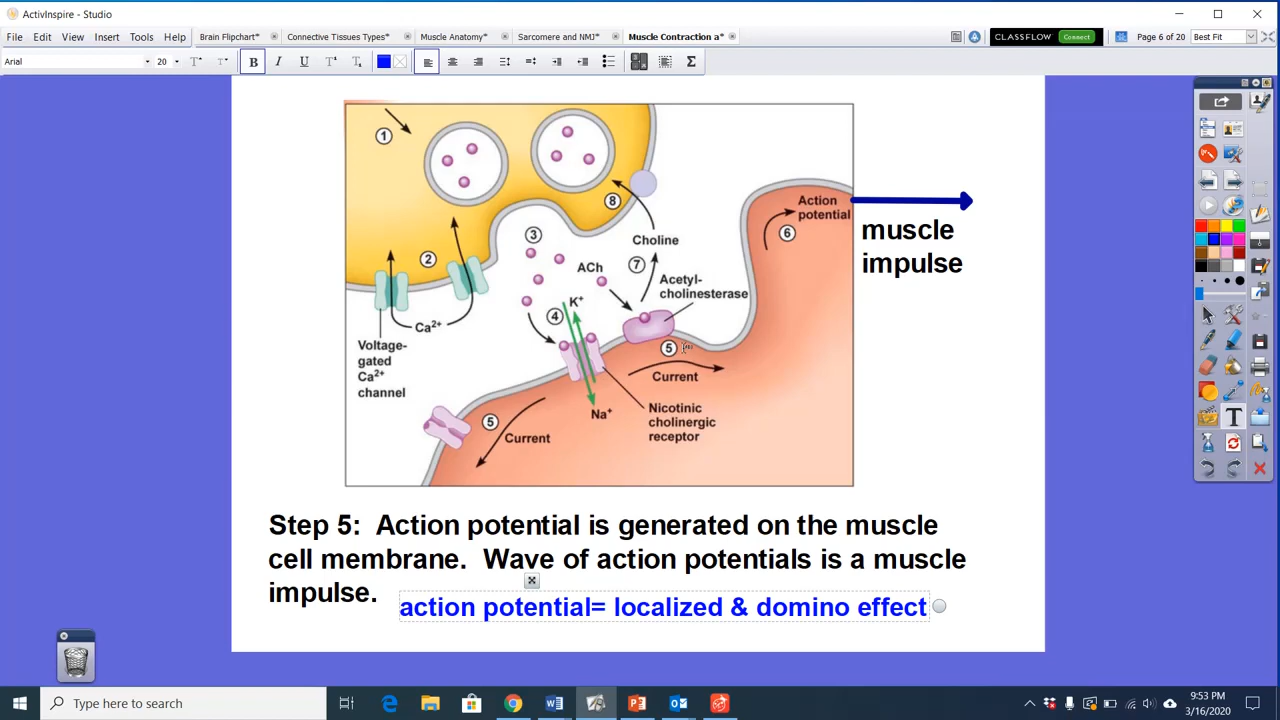 ActivInspire - Studio
File Edit View Insert Tools Help
Brain Flipchart* Connective Tissues Types* Muscle Anatomy* Sarcomere and NMJ* Muscle Contraction a*
CLASSFLOW Connect Page 6 of 20 Best Fit
Arial 20 B I U T T Σ
1
8
Action
potential
6
muscle
impulse
3
2
Choline
7
ACh
Acetyl-
cholinesterase
K+
4
Ca2+
Voltage-
gated
Ca2+
channel
5
Current
Na+
Nicotinic
cholinergic
receptor
5
Current
Step 5: Action potential is generated on the muscle
cell membrane. Wave of action potentials is a muscle
impulse.
action potential= localized & domino effect
Type here to search
9:53 PM
3/16/2020